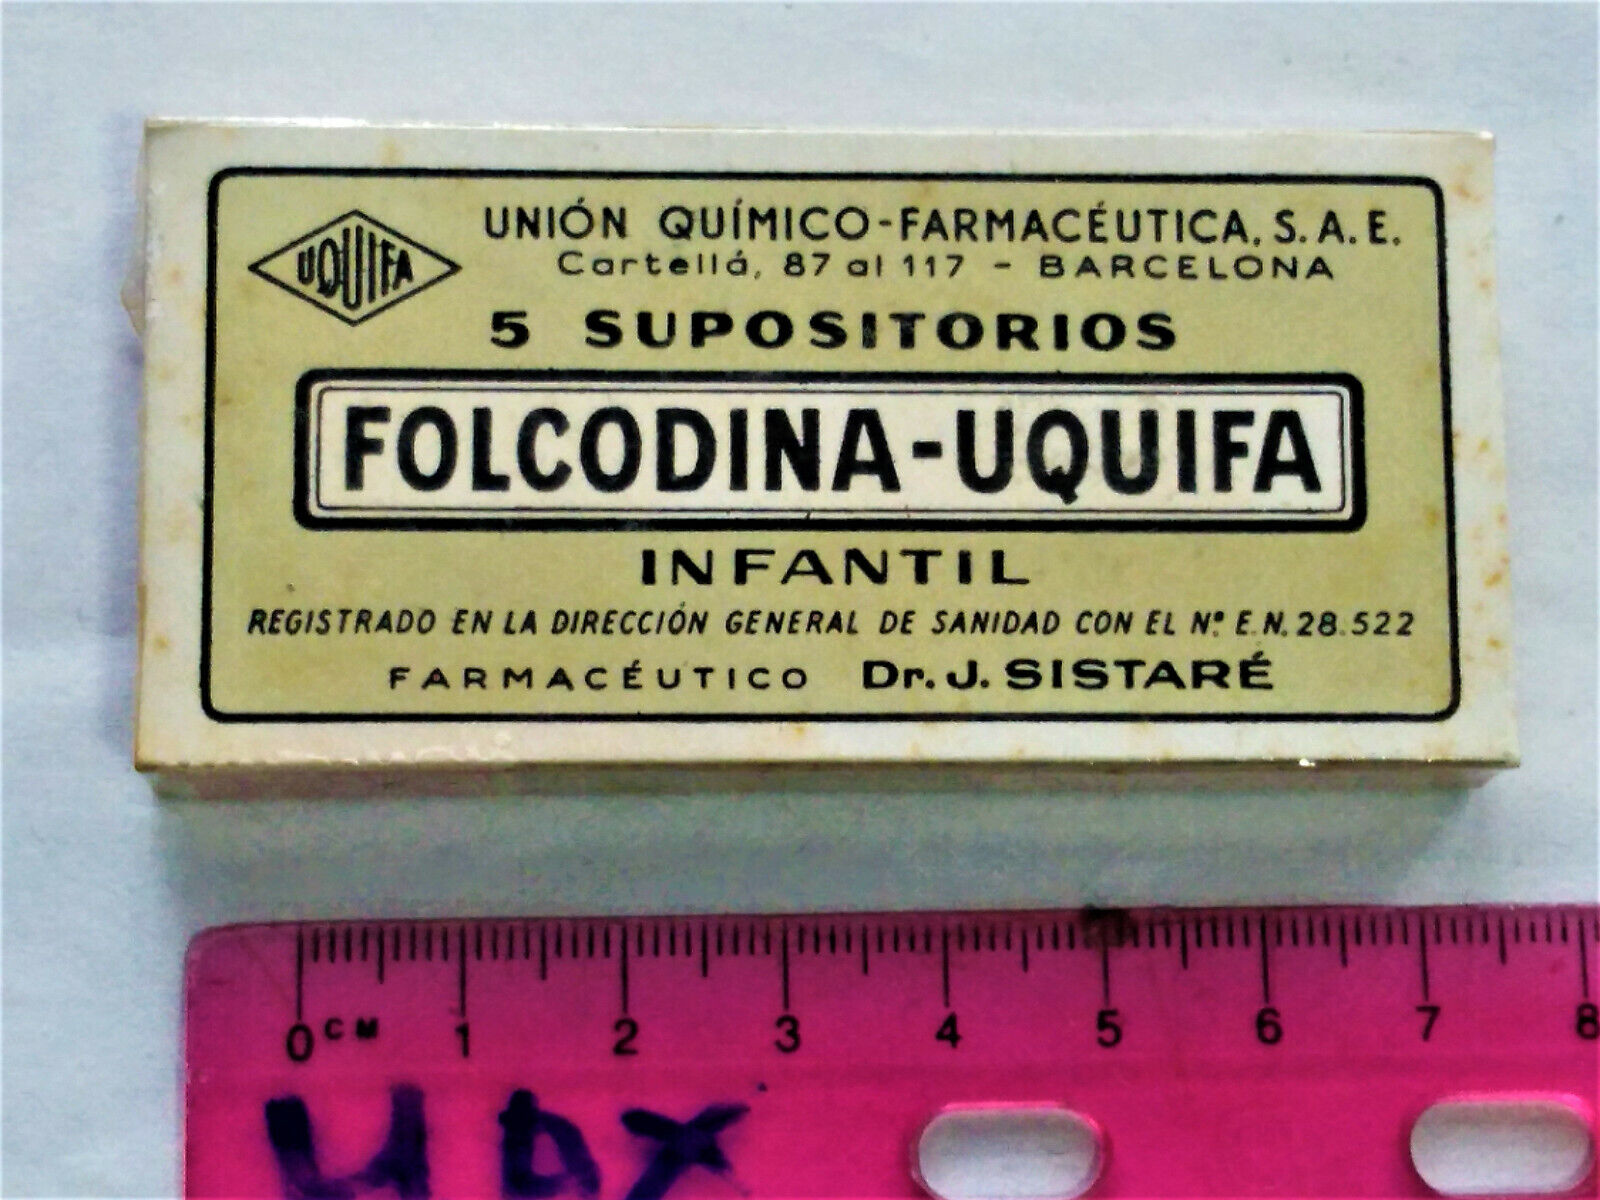 UQUIFA
UNIÓN QUÍMICO-FARMACÉUTICA, S.A.E.
Cartellá, 87 al 117 - BARCELONA
5 SUPOSITORIOS
FOLCODINA-UQUIFA
INFANTIL
REGISTRADO EN LA DIRECCIÓN GENERAL DE SANIDAD CON EL Nº E.N. 28.522
FARMACÉUTICO Dr. J. SISTARÉ
0 CM 1 2 3 4 5 6 7 8